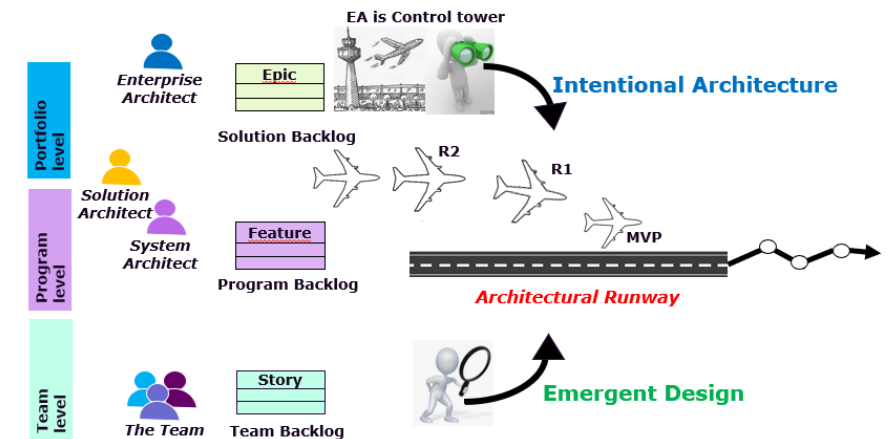 EA is Control tower
Portfolio
level
Enterprise
Architect
Epic
Solution Backlog
Intentional Architecture
R2
R1
MVP
Solution
Architect
Program
level
System
Architect
Feature
Program Backlog
Architectural Runway
Team
level
The Team
Story
Team Backlog
Emergent Design